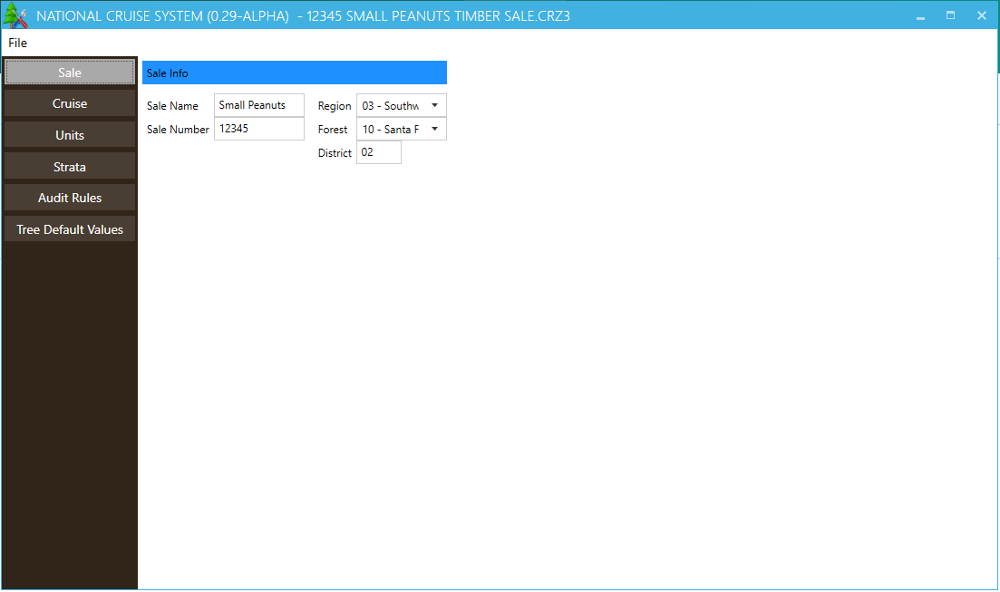 NATIONAL CRUISE SYSTEM (0.29-ALPHA) - 12345 SMALL PEANUTS TIMBER SALE.CRZ3
File
Sale
Cruise
Units
Strata
Audit Rules
Tree Default Values
Sale Info
Sale Name Small Peanuts Region 03 - Southw
Sale Number 12345 Forest 10 - Santa F
District 02